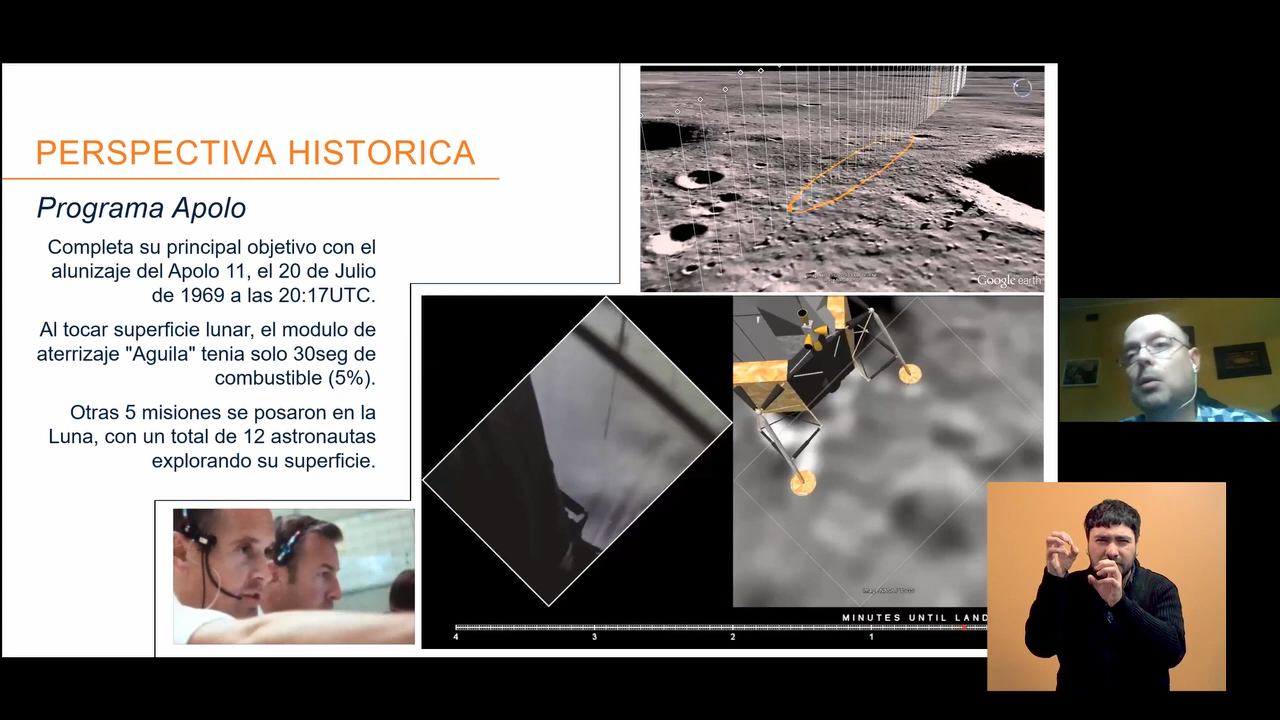 PERSPECTIVA HISTORICA
Programa Apolo
Completa su principal objetivo con el
alunizaje del Apolo 11, el 20 de Julio
de 1969 a las 20:17UTC.
Al tocar superficie lunar, el modulo de
aterrizaje "Aguila" tenia solo 30seg de
combustible (5%).
Otras 5 misiones se posaron en la
Luna, con un total de 12 astronautas
explorando su superficie.
Google earth
MINUTES UNTIL LAND
4 3 2 1